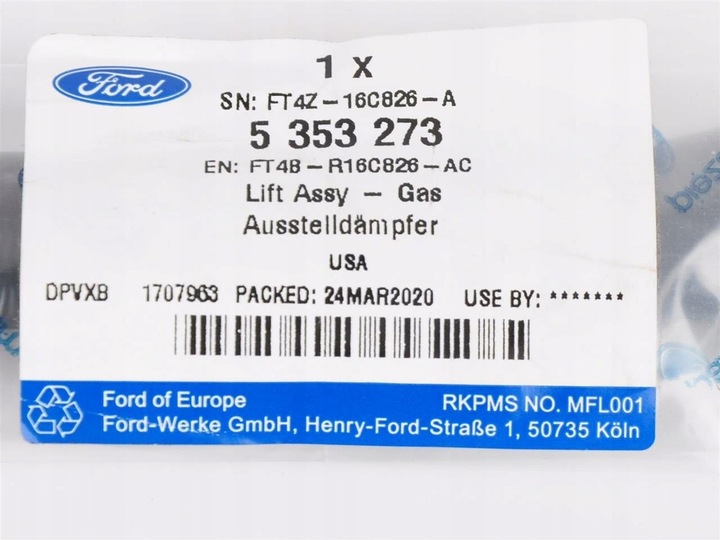 Ford
1 X
SN: FT4Z-16C826-A
5 353 273
EN: FT4B-R16C826-AC
Lift Assy - Gas
Ausstelldämpfer
USA
DPVXB 1707963 PACKED: 24MAR2020 USE BY: *******
Ford of Europe RKPMS NO. MFL001
Ford-Werke GmbH, Henry-Ford-Straße 1, 50735 Köln